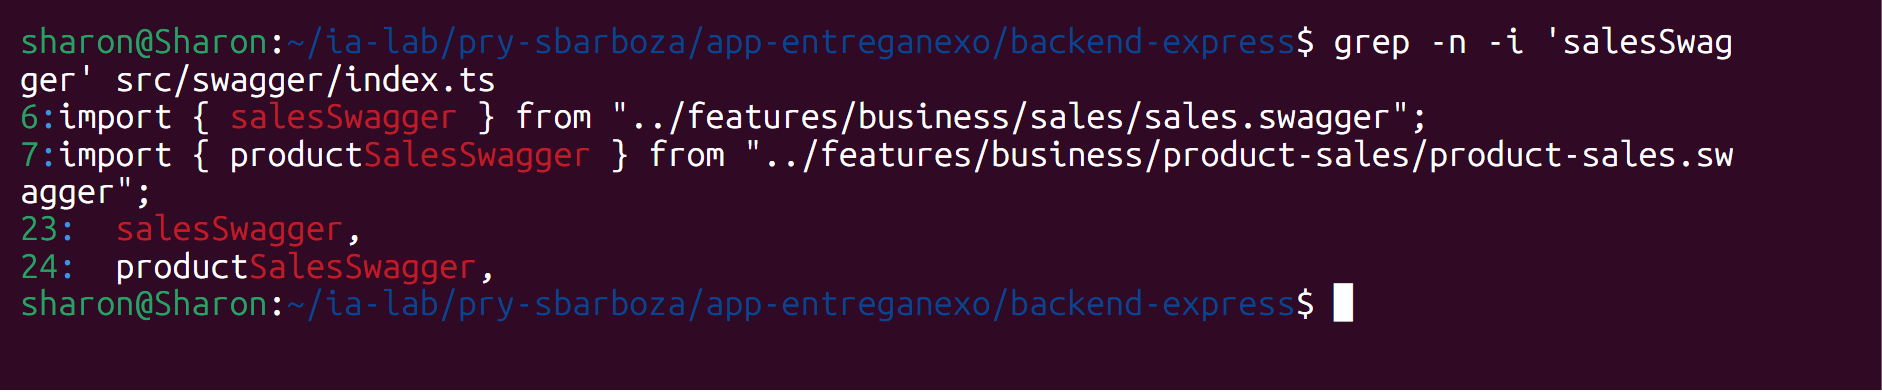 sharon@Sharon:~/ia-lab/pry-sbarboza/app-entreganexo/backend-express$ grep -n -i 'salesSwag
ger' src/swagger/index.ts
6:import { salesSwagger } from "../features/business/sales/sales.swagger";
7:import { productSalesSwagger } from "../features/business/product-sales/product-sales.sw
agger";
23:  salesSwagger,
24:  productSalesSwagger,
sharon@Sharon:~/ia-lab/pry-sbarboza/app-entreganexo/backend-express$